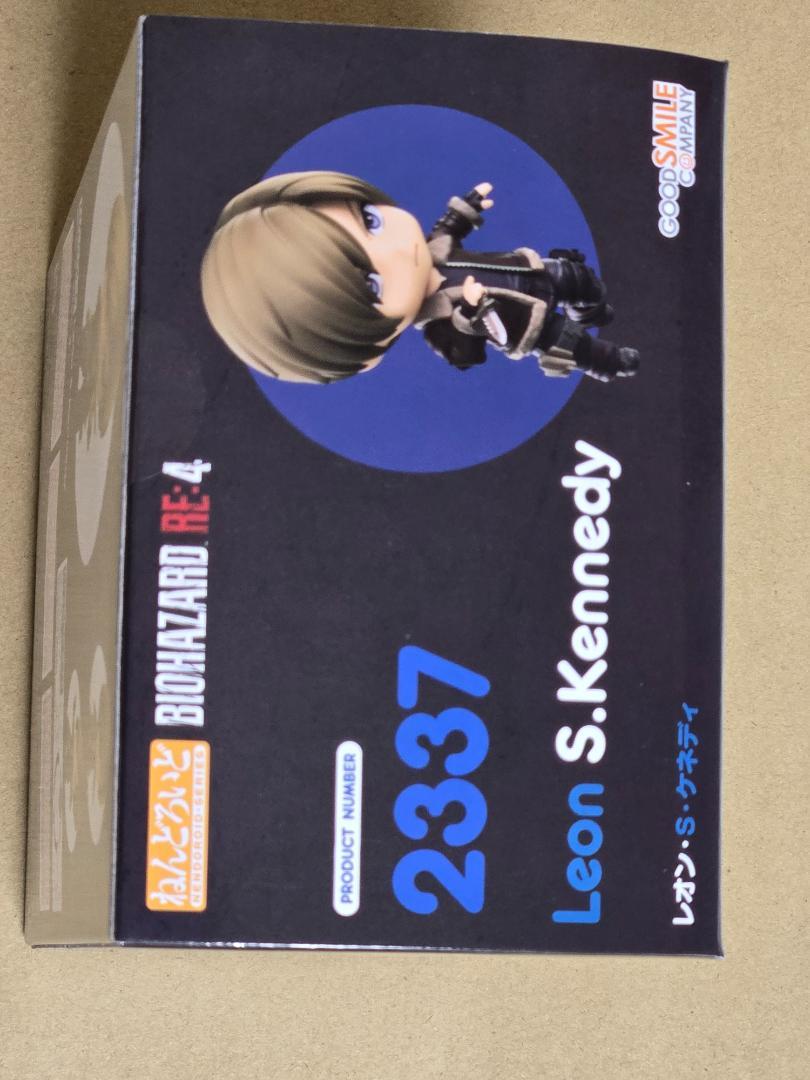 ねんどろいど
NENDOROID SERIES
BIOHAZARD RE:4
PRODUCT NUMBER
2337
Leon S.Kennedy
レオン・S・ケネディ
GOOD SMILE
COMPANY